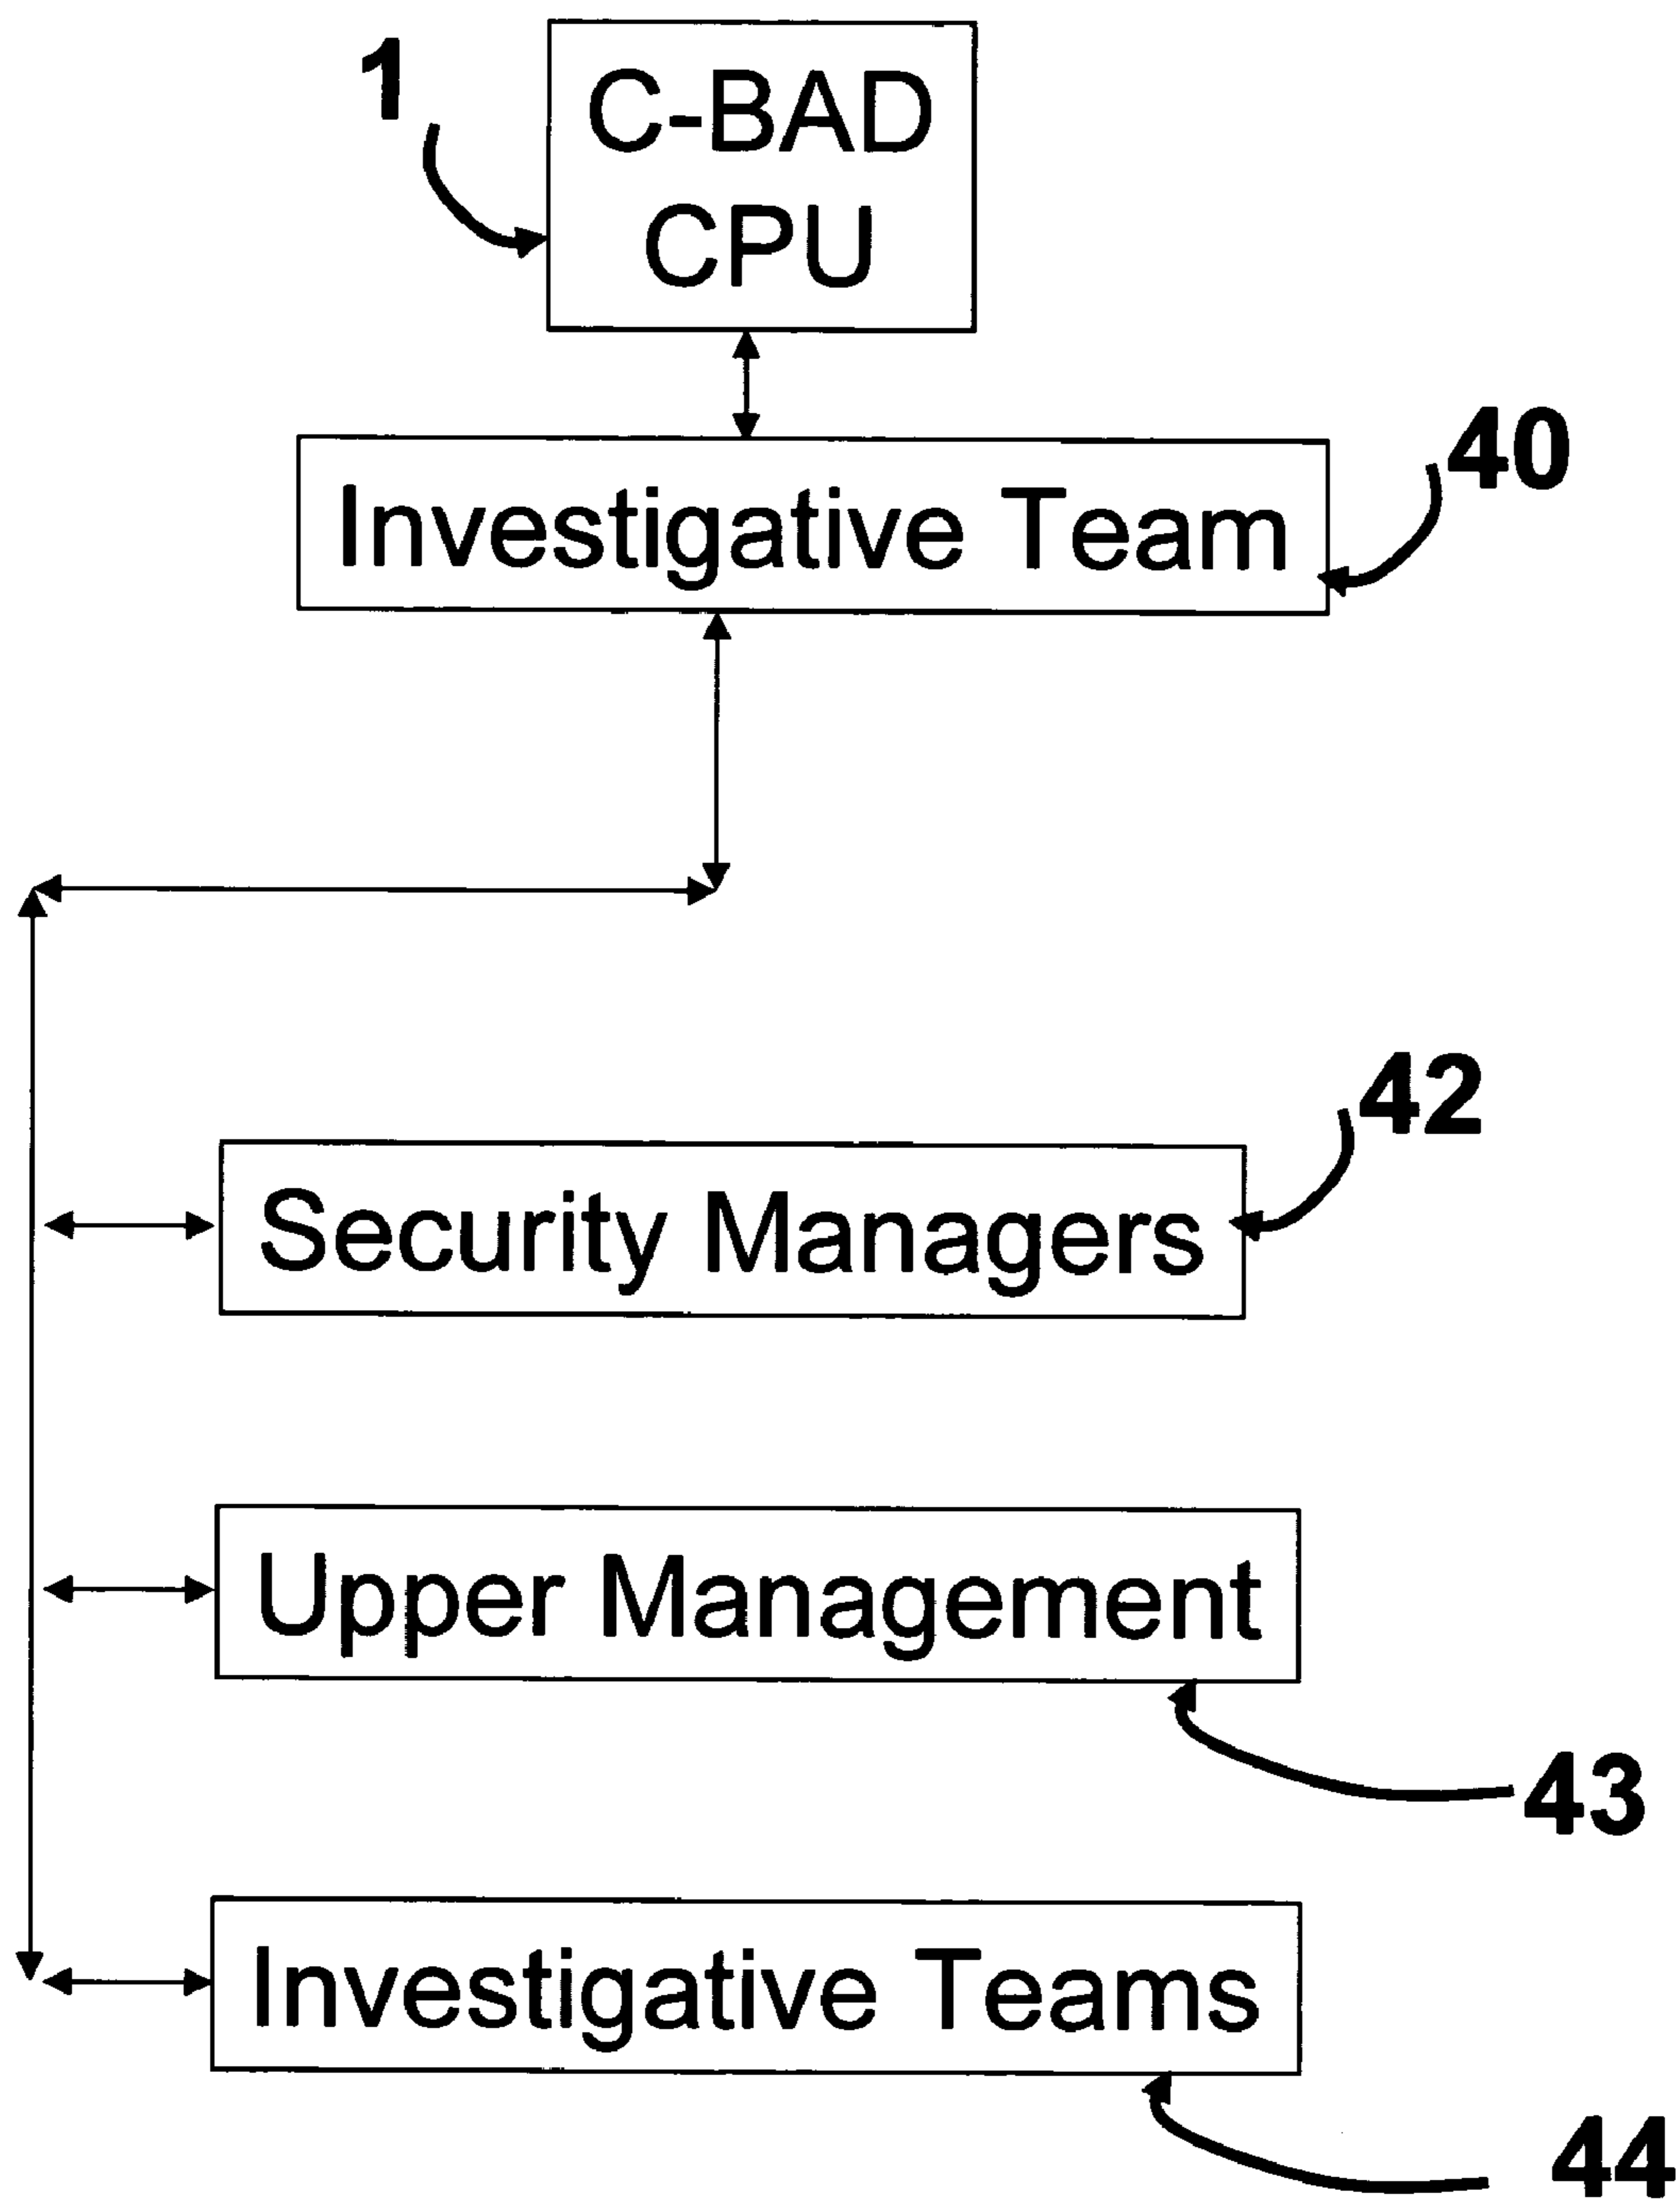 1
C-BAD
CPU
40
Investigative Team
42
Security Managers
Upper Management
43
Investigative Teams
44